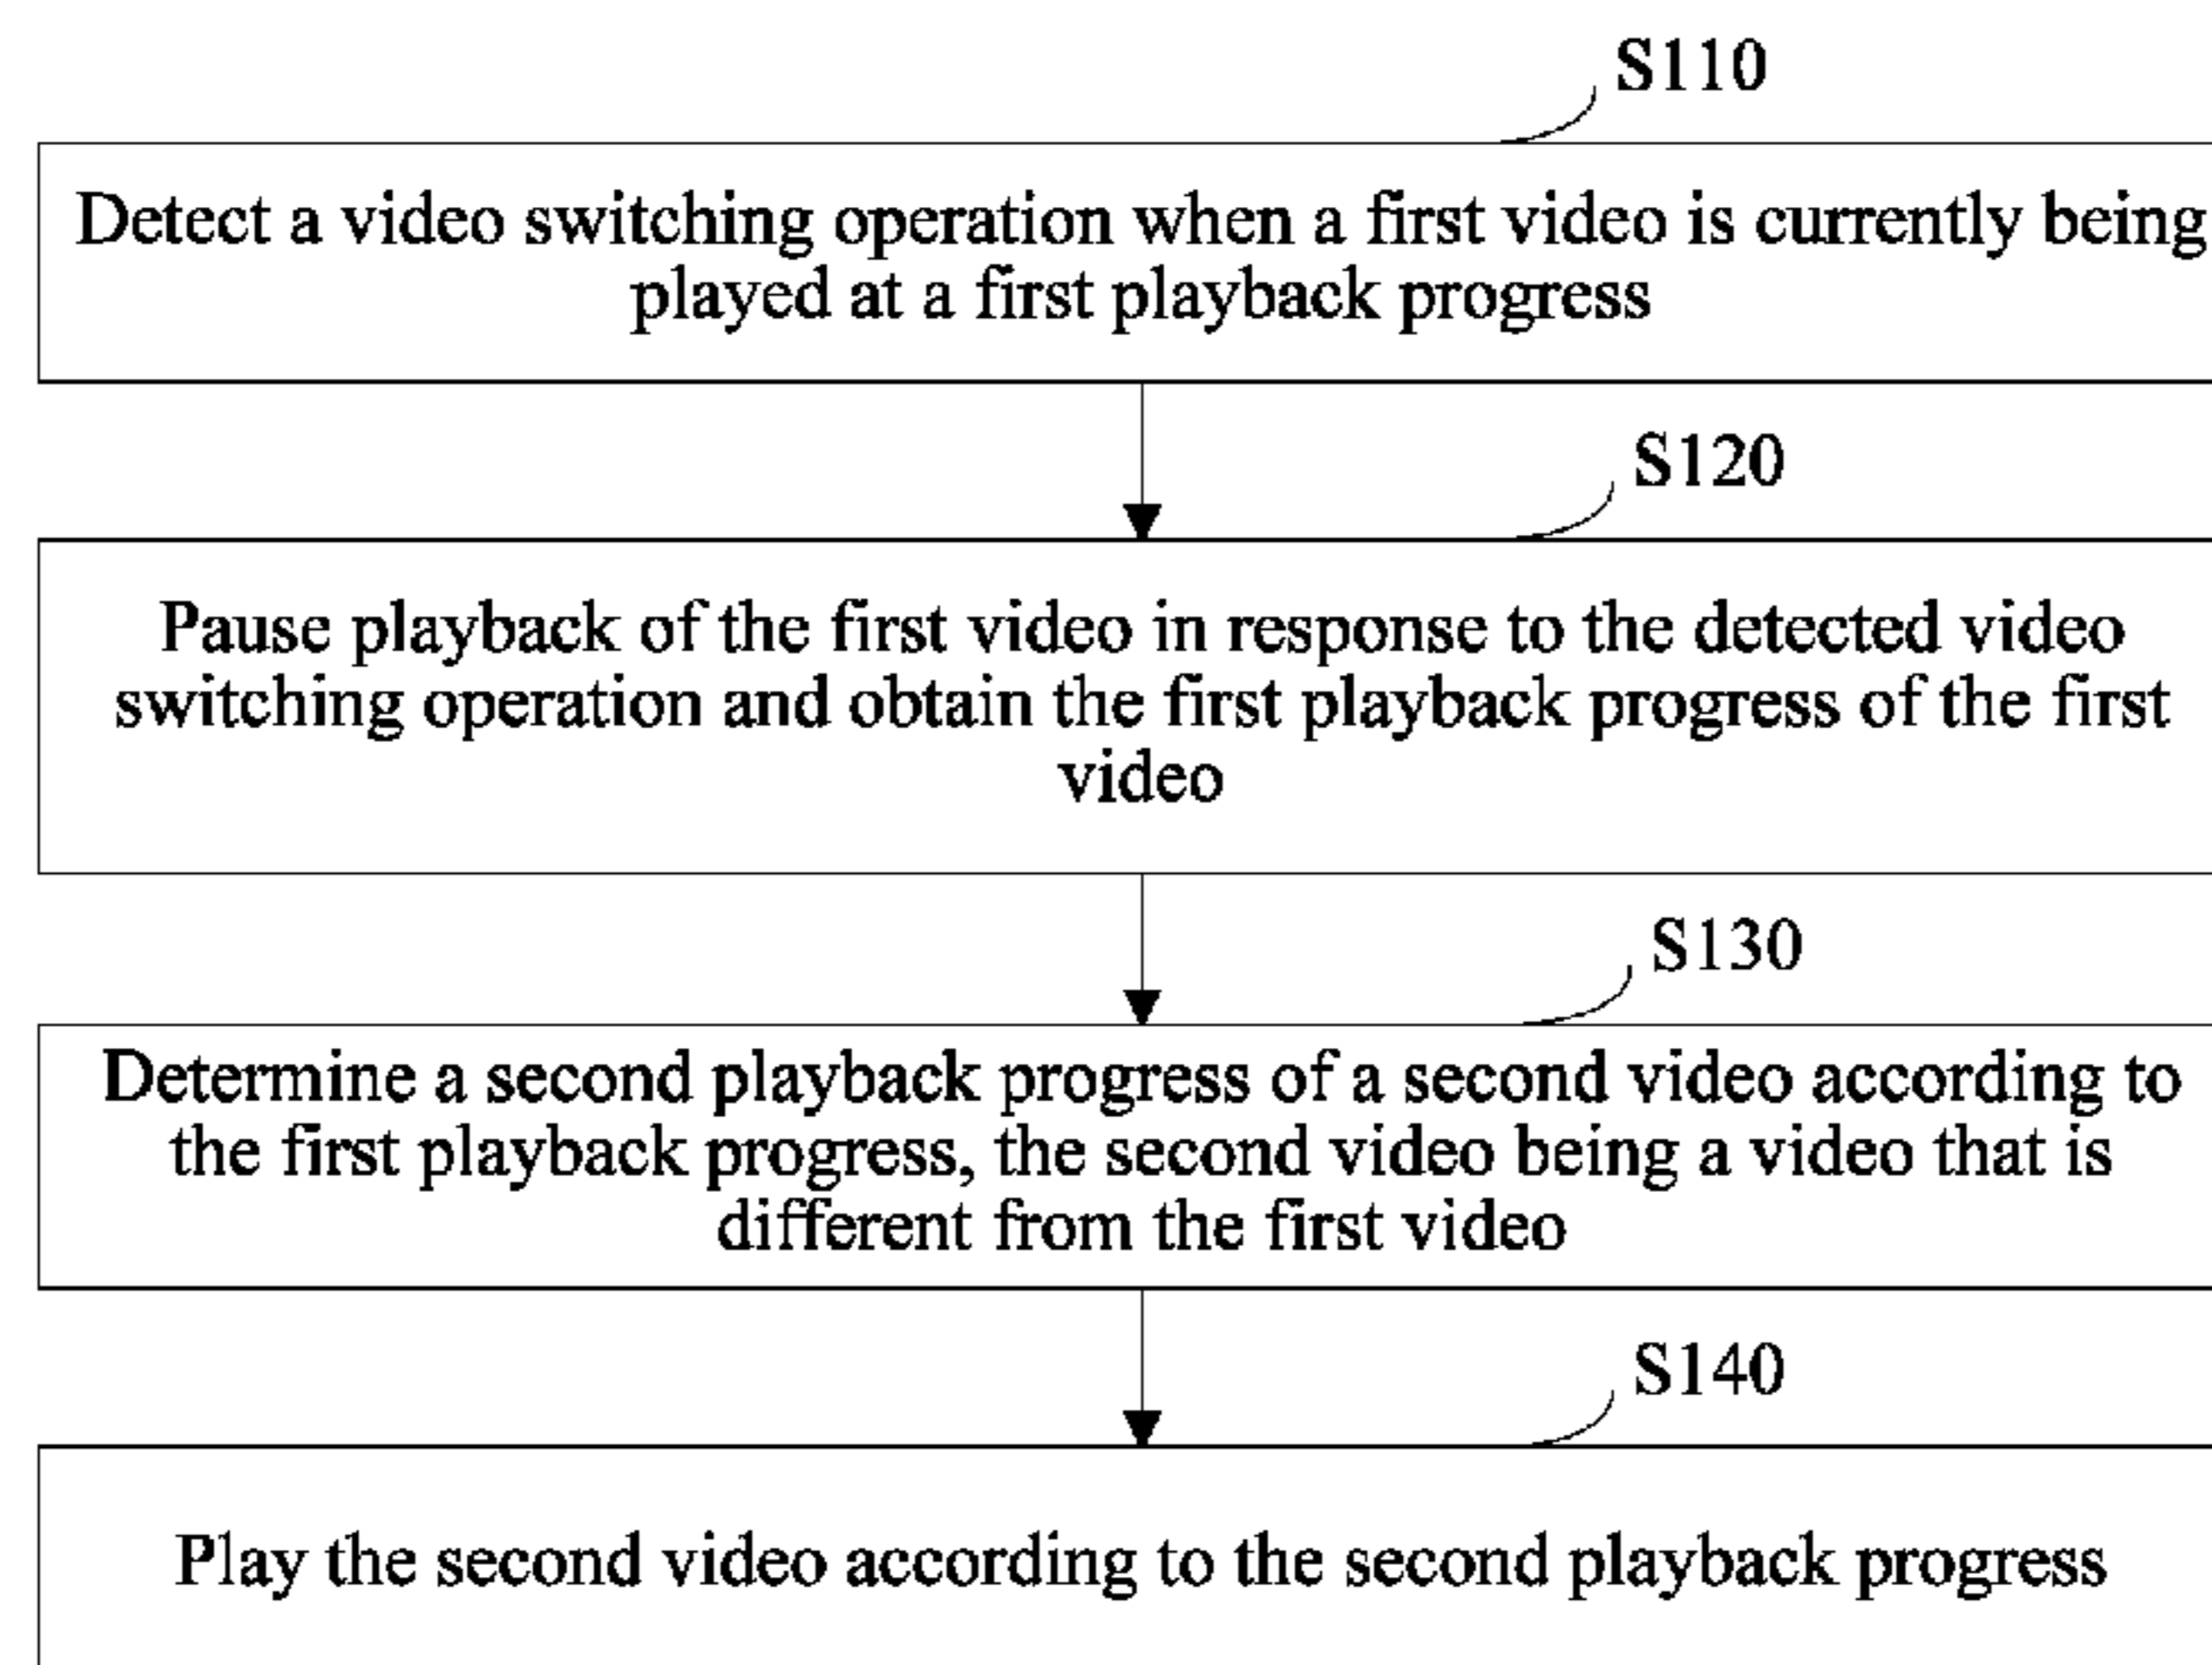 S110
Detect a video switching operation when a first video is currently being
played at a first playback progress
S120
Pause playback of the first video in response to the detected video
switching operation and obtain the first playback progress of the first
video
S130
Determine a second playback progress of a second video according to
the first playback progress, the second video being a video that is
different from the first video
S140
Play the second video according to the second playback progress